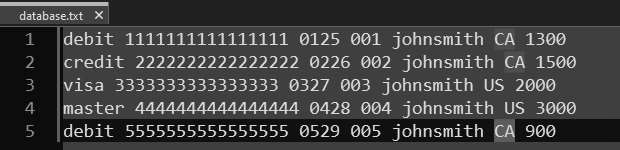 database.txt
1 debit 1111111111111111 0125 001 johnsmith CA 1300
2 credit 2222222222222222 0226 002 johnsmith CA 1500
3 visa 3333333333333333 0327 003 johnsmith US 2000
4 master 4444444444444444 0428 004 johnsmith US 3000
5 debit 5555555555555555 0529 005 johnsmith CA 900